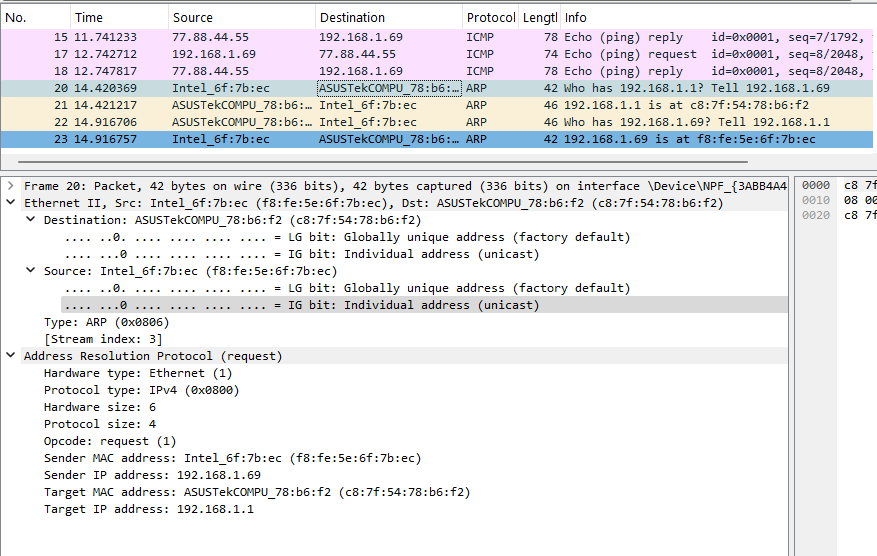 No. Time Source Destination Protocol Lengtl Info
15 11.741233 77.88.44.55 192.168.1.69 ICMP 78 Echo (ping) reply id=0x0001, seq=7/1792,
17 12.742712 192.168.1.69 77.88.44.55 ICMP 74 Echo (ping) request id=0x0001, seq=8/2048,
18 12.747817 77.88.44.55 192.168.1.69 ICMP 78 Echo (ping) reply id=0x0001, seq=8/2048,
20 14.420369 Intel_6f:7b:ec ASUSTekCOMPU_78:b6:… ARP 42 Who has 192.168.1.1? Tell 192.168.1.69
21 14.421217 ASUSTekCOMPU_78:b6:… Intel_6f:7b:ec ARP 46 192.168.1.1 is at c8:7f:54:78:b6:f2
22 14.916706 ASUSTekCOMPU_78:b6:… Intel_6f:7b:ec ARP 46 Who has 192.168.1.69? Tell 192.168.1.1
23 14.916757 Intel_6f:7b:ec ASUSTekCOMPU_78:b6:… ARP 42 192.168.1.69 is at f8:fe:5e:6f:7b:ec
Frame 20: Packet, 42 bytes on wire (336 bits), 42 bytes captured (336 bits) on interface \Device\NPF_{3ABB4A4
Ethernet II, Src: Intel_6f:7b:ec (f8:fe:5e:6f:7b:ec), Dst: ASUSTekCOMPU_78:b6:f2 (c8:7f:54:78:b6:f2)
Destination: ASUSTekCOMPU_78:b6:f2 (c8:7f:54:78:b6:f2)
.... ..0. .... .... .... .... = LG bit: Globally unique address (factory default)
.... ...0 .... .... .... .... = IG bit: Individual address (unicast)
Source: Intel_6f:7b:ec (f8:fe:5e:6f:7b:ec)
.... ..0. .... .... .... .... = LG bit: Globally unique address (factory default)
.... ...0 .... .... .... .... = IG bit: Individual address (unicast)
Type: ARP (0x0806)
[Stream index: 3]
Address Resolution Protocol (request)
Hardware type: Ethernet (1)
Protocol type: IPv4 (0x0800)
Hardware size: 6
Protocol size: 4
Opcode: request (1)
Sender MAC address: Intel_6f:7b:ec (f8:fe:5e:6f:7b:ec)
Sender IP address: 192.168.1.69
Target MAC address: ASUSTekCOMPU_78:b6:f2 (c8:7f:54:78:b6:f2)
Target IP address: 192.168.1.1
0000 c8 7f
0010 08 00
0020 c8 7f